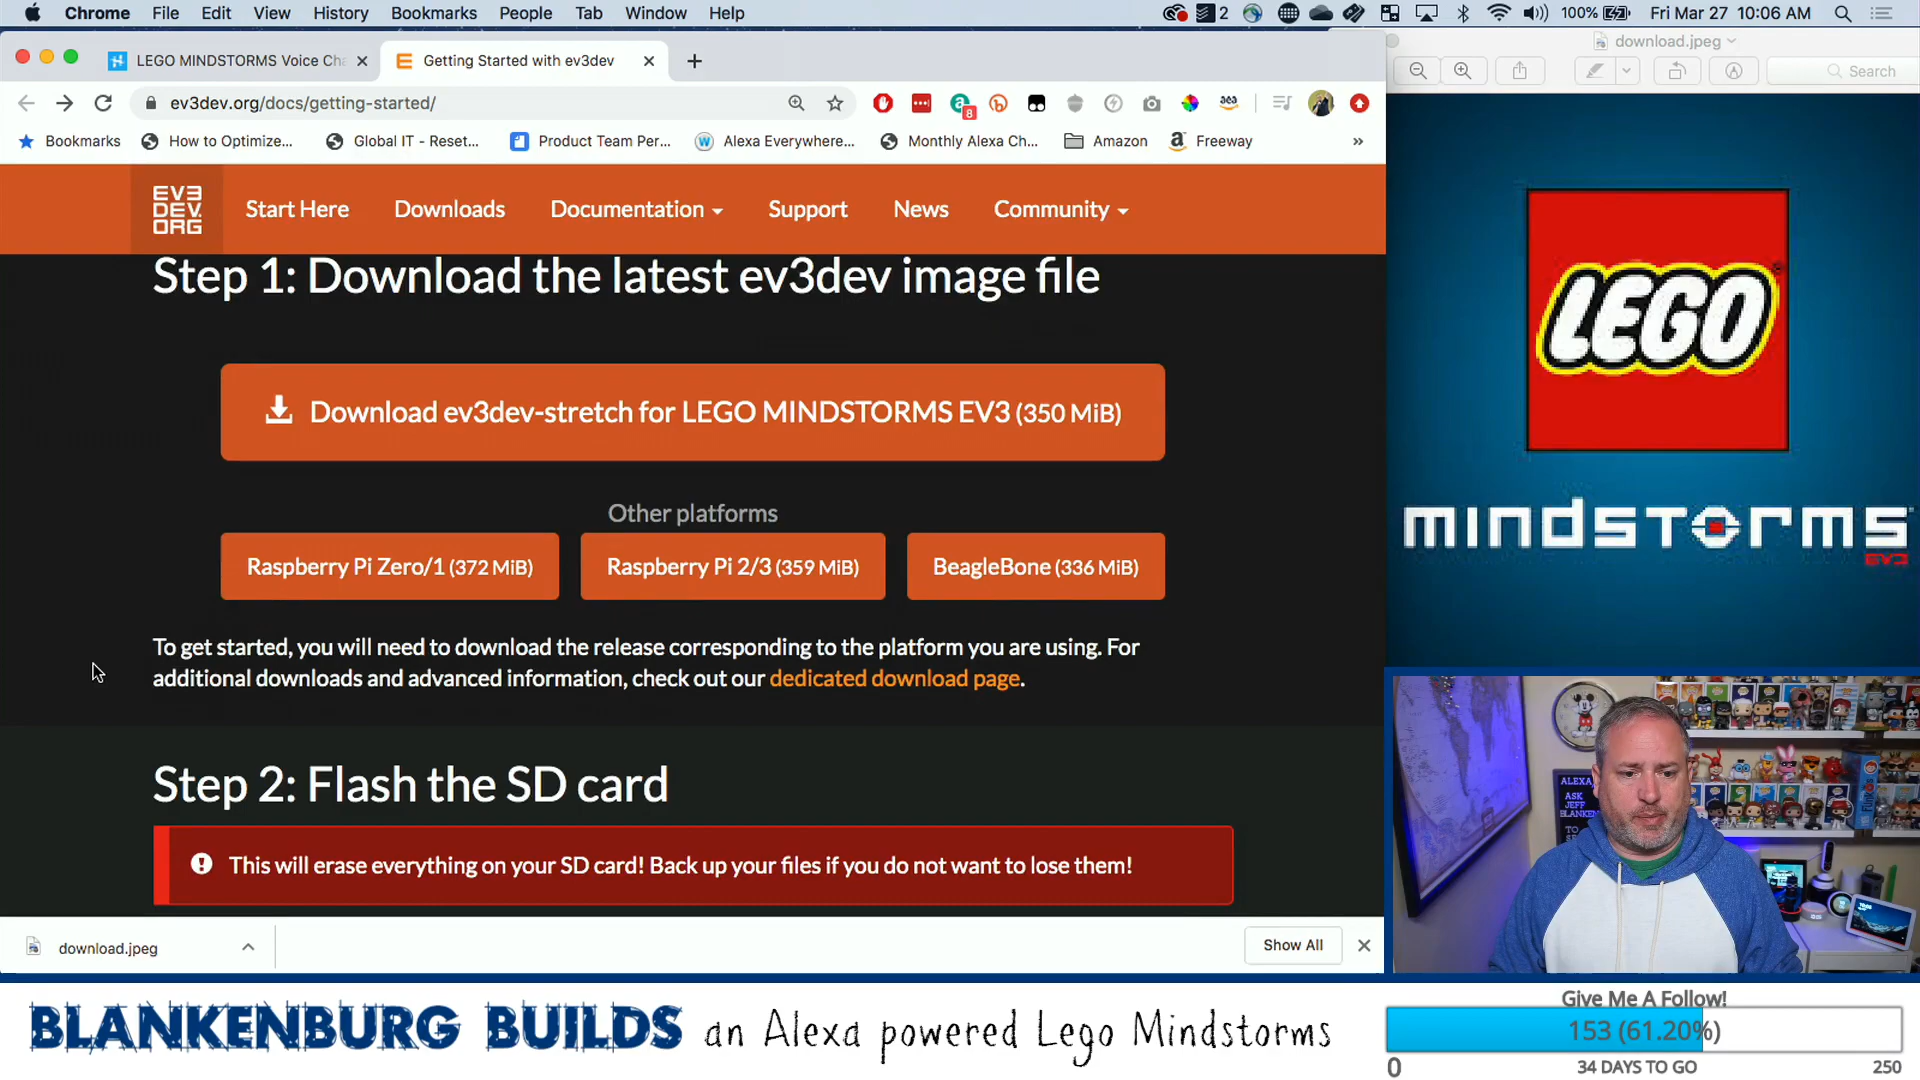 Chrome File Edit View History Bookmarks People Tab Window Help
2 100% Fri Mar 27 10:06 AM
LEGO MINDSTORMS Voice Cha
Getting Started with ev3dev
download.jpeg
ev3dev.org/docs/getting-started/
8
Search
Bookmarks How to Optimize... Global IT - Reset... Product Team Per... Alexa Everywhere... Monthly Alexa Ch... Amazon Freeway »
EV3 DEV. ORG
Start Here Downloads Documentation Support News Community
Step 1: Download the latest ev3dev image file
Download ev3dev-stretch for LEGO MINDSTORMS EV3 (350 MiB)
Other platforms
Raspberry Pi Zero/1 (372 MiB) Raspberry Pi 2/3 (359 MiB) BeagleBone (336 MiB)
To get started, you will need to download the release corresponding to the platform you are using. For
additional downloads and advanced information, check out our dedicated download page.
Step 2: Flash the SD card
This will erase everything on your SD card! Back up your files if you do not want to lose them!
download.jpeg
Show All
LEGO
mindstorms
EV3
ALEXA,
ASK
JEFF
BLANKEN
TO
BLANKENBURG BUILDS an Alexa powered Lego Mindstorms
Give Me A Follow!
153 (61.20%)
0 34 DAYS TO GO 250